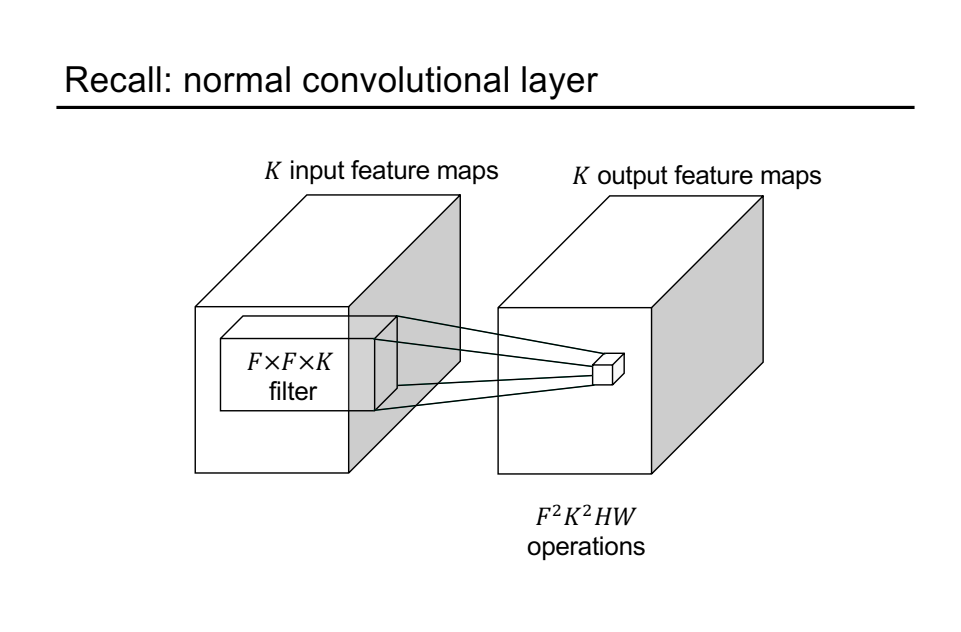 Recall: normal convolutional layer
K input feature maps
K output feature maps
F×F×K
filter
F²K²HW
operations